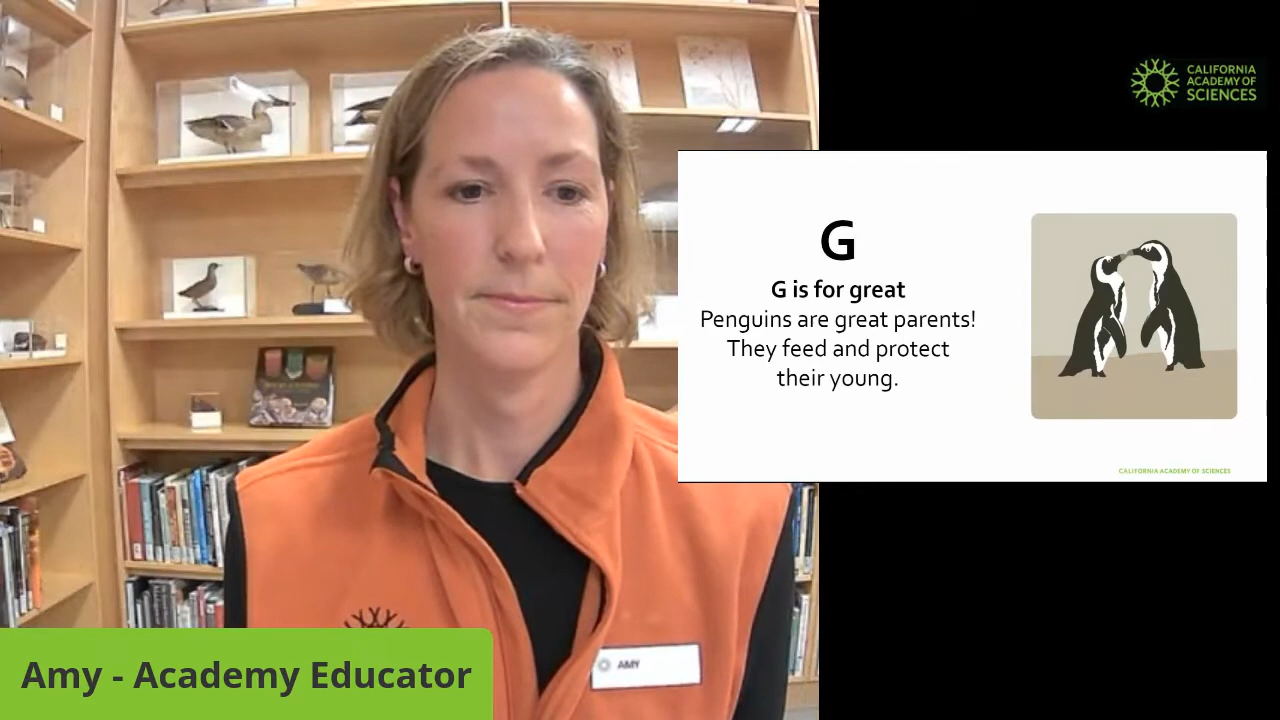 CALIFORNIA
ACADEMY OF
SCIENCES
G
G is for great
Penguins are great parents!
They feed and protect
their young.
CALIFORNIA ACADEMY OF SCIENCES
AMY
Amy - Academy Educator